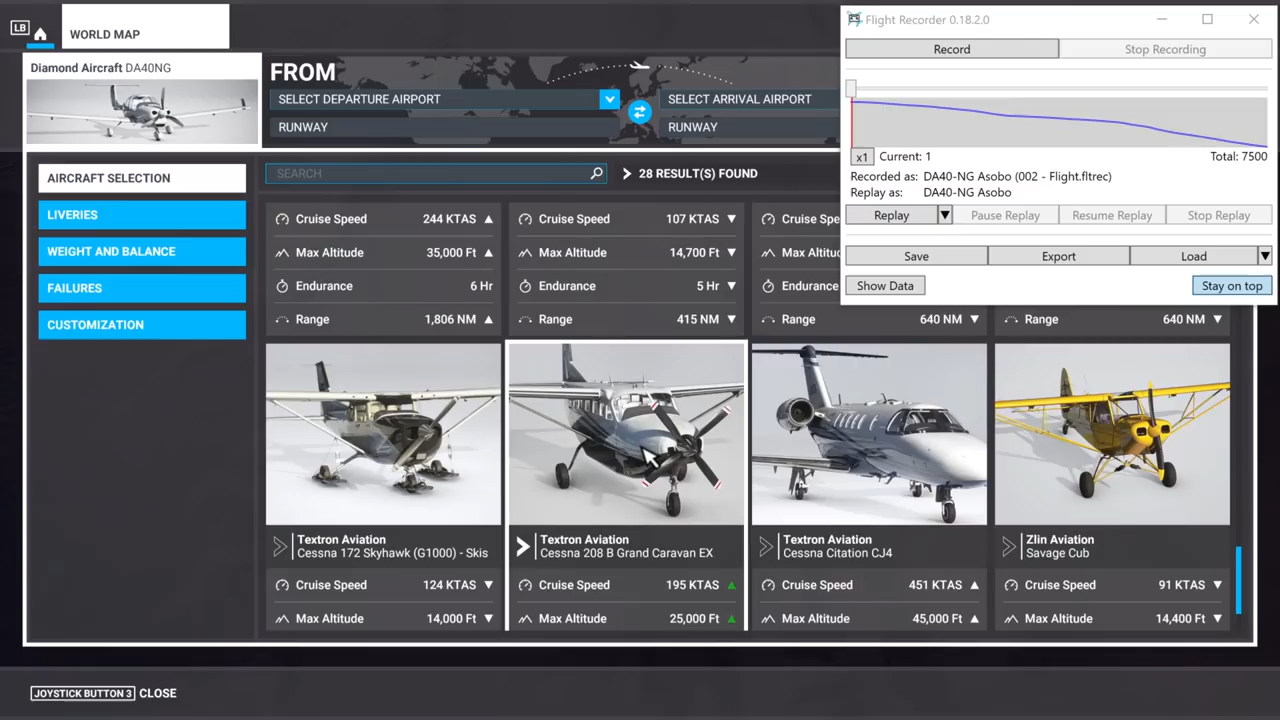 LB
WORLD MAP
Diamond Aircraft DA40NG
FROM
SELECT DEPARTURE AIRPORT
SELECT ARRIVAL AIRPORT
RUNWAY
RUNWAY
AIRCRAFT SELECTION
LIVERIES
WEIGHT AND BALANCE
FAILURES
CUSTOMIZATION
SEARCH
28 RESULT(S) FOUND
Cruise Speed 244 KTAS
Max Altitude 35,000 Ft
Endurance 6 Hr
Range 1,806 NM
Cruise Speed 107 KTAS
Max Altitude 14,700 Ft
Endurance 5 Hr
Range 415 NM
Cruise Spe
Max Altitud
Endurance
Range 640 NM
Range 640 NM
Textron Aviation
Cessna 172 Skyhawk (G1000) - Skis
Cruise Speed 124 KTAS
Max Altitude 14,000 Ft
Textron Aviation
Cessna 208 B Grand Caravan EX
Cruise Speed 195 KTAS
Max Altitude 25,000 Ft
Textron Aviation
Cessna Citation CJ4
Cruise Speed 451 KTAS
Max Altitude 45,000 Ft
Zlin Aviation
Savage Cub
Cruise Speed 91 KTAS
Max Altitude 14,400 Ft
JOYSTICK BUTTON 3 CLOSE
Flight Recorder 0.18.2.0
Record
Stop Recording
x1 Current: 1 Total: 7500
Recorded as: DA40-NG Asobo (002 - Flight.fltrec)
Replay as: DA40-NG Asobo
Replay
Pause Replay
Resume Replay
Stop Replay
Save
Export
Load
Show Data
Stay on top